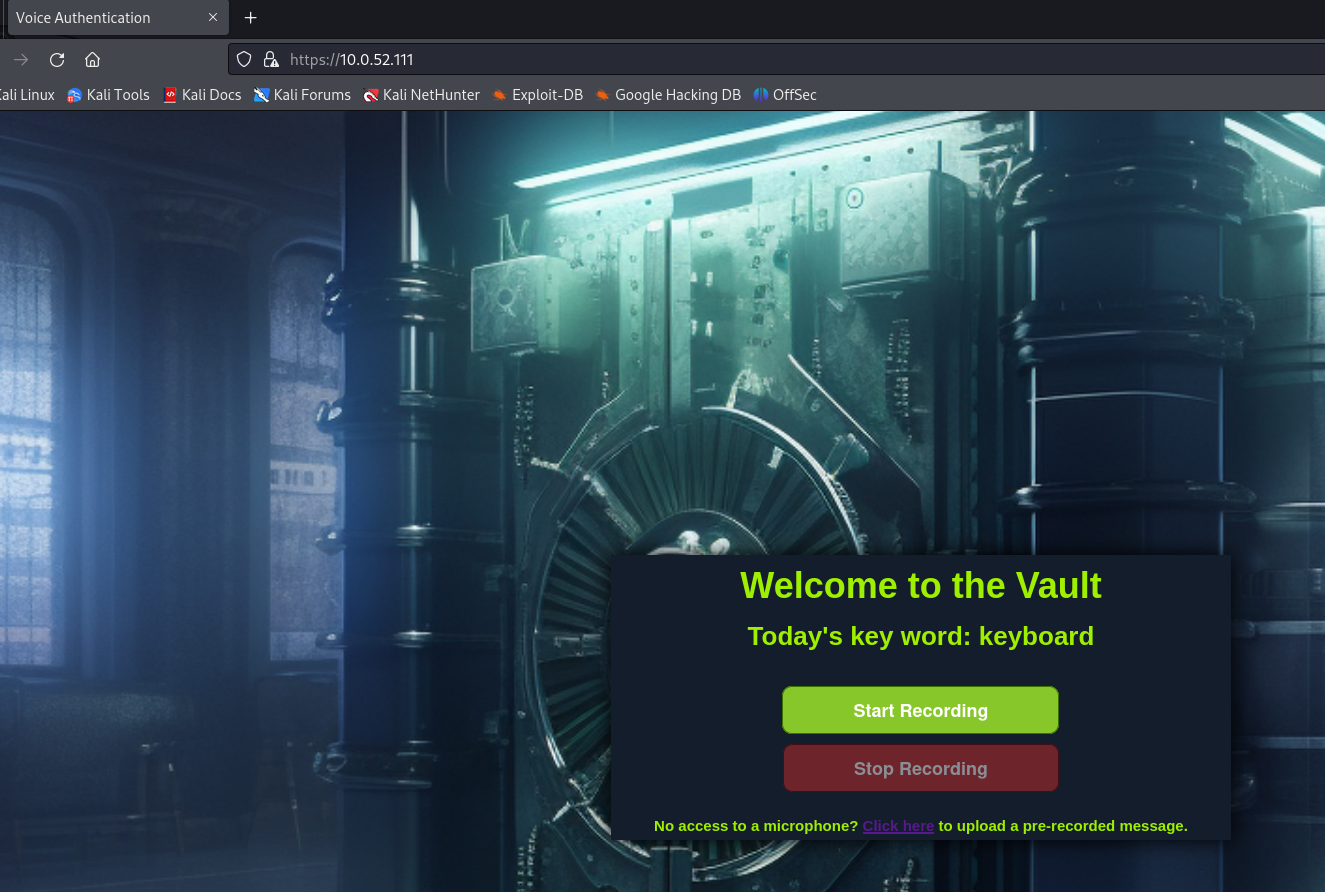 Voice Authentication
https://10.0.52.111
Kali Linux Kali Tools Kali Docs Kali Forums Kali NetHunter Exploit-DB Google Hacking DB OffSec
Welcome to the Vault
Today's key word: keyboard
Start Recording
Stop Recording
No access to a microphone? Click here to upload a pre-recorded message.